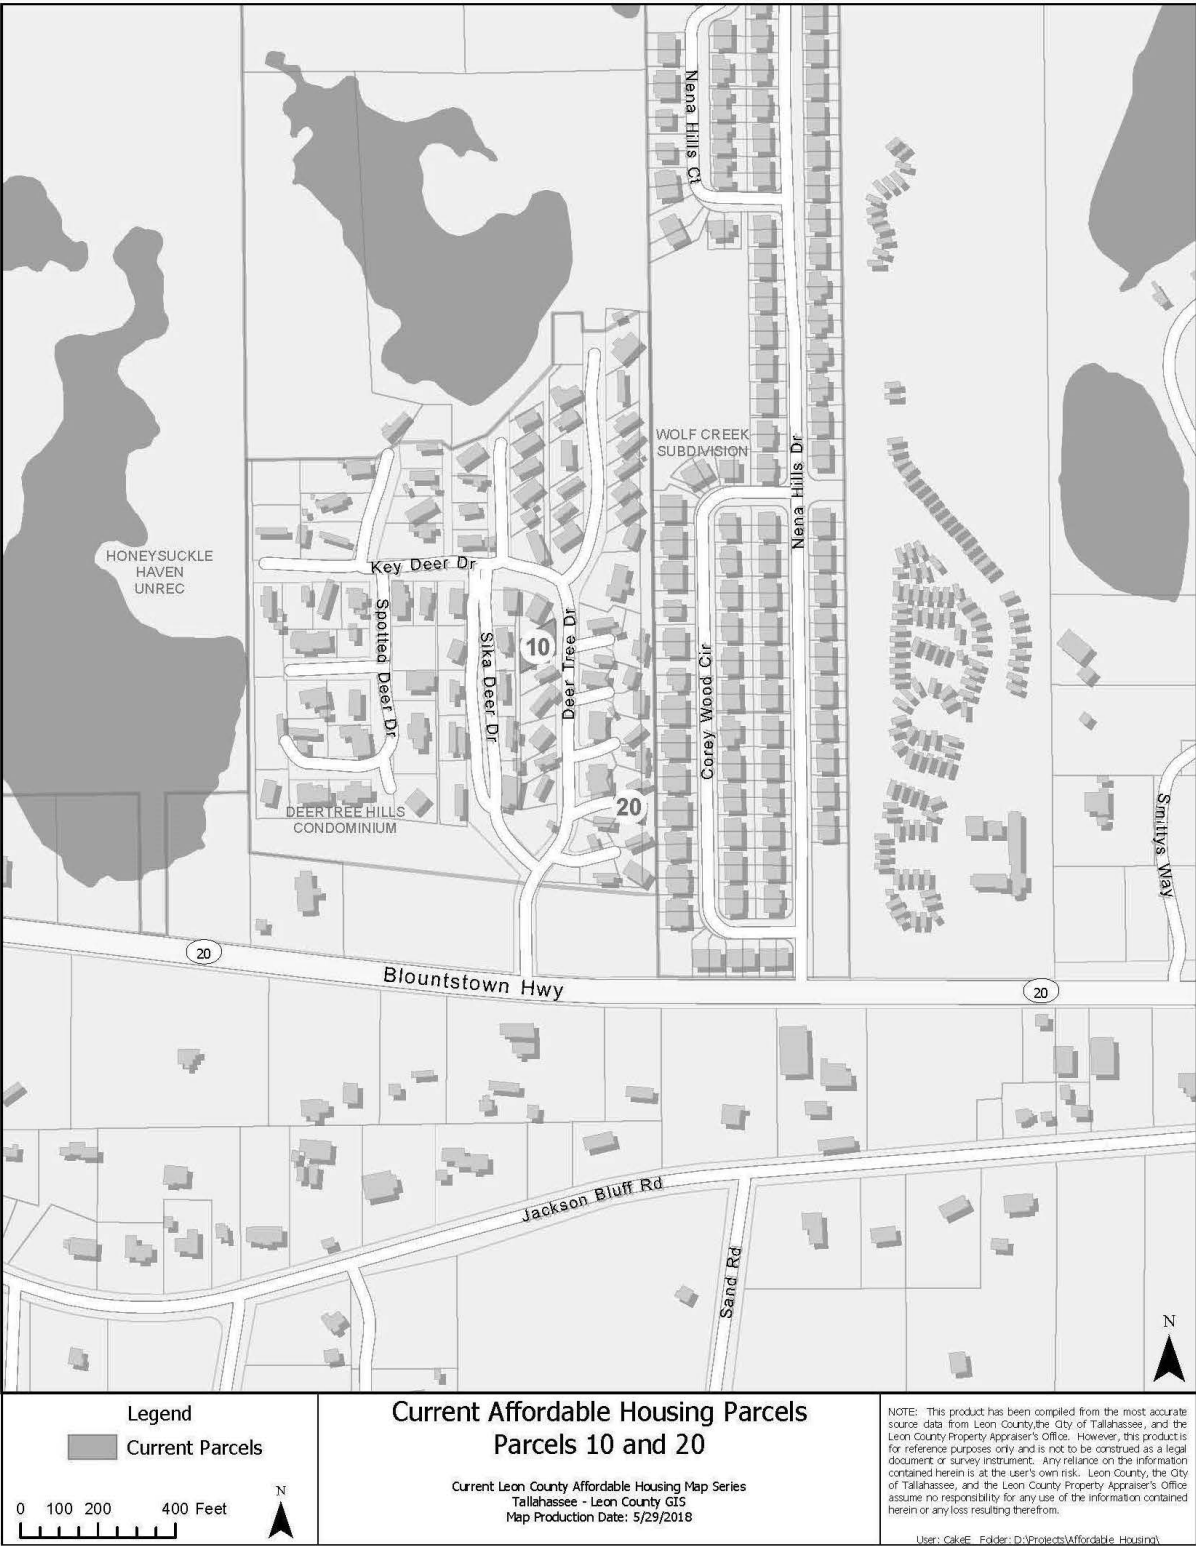 Nena Hills Ct
WOLF CREEK
SUBDIVISION
Nena Hills Dr
HONEYSUCKLE
HAVEN
UNREC
Key Deer Dr
Spotted Deer Dr
Sika Deer Dr
10
Deer Tree Dr
Corey Wood Cir
20
DEERTREE HILLS
CONDOMINIUM
Smittys Way
20
Blountstown Hwy
20
Jackson Bluff Rd
Sand Rd
N
Legend
Current Parcels
0 100 200 400 Feet
N
Current Affordable Housing Parcels
Parcels 10 and 20
Current Leon County Affordable Housing Map Series
Tallahassee - Leon County GIS
Map Production Date: 5/29/2018
NOTE: This product has been compiled from the most accurate
source data from Leon County,the City of Tallahassee, and the
Leon County Property Appraiser's Office. However, this product is
for reference purposes only and is not to be construed as a legal
document or survey instrument. Any reliance on the information
contained herein is at the user's own risk. Leon County, the City
of Tallahassee, and the Leon County Property Appraiser's Office
assume no responsibility for any use of the information contained
herein or any loss resulting therefrom.
User: CakeE Folder: D:\Projects\Affordable_Housing\